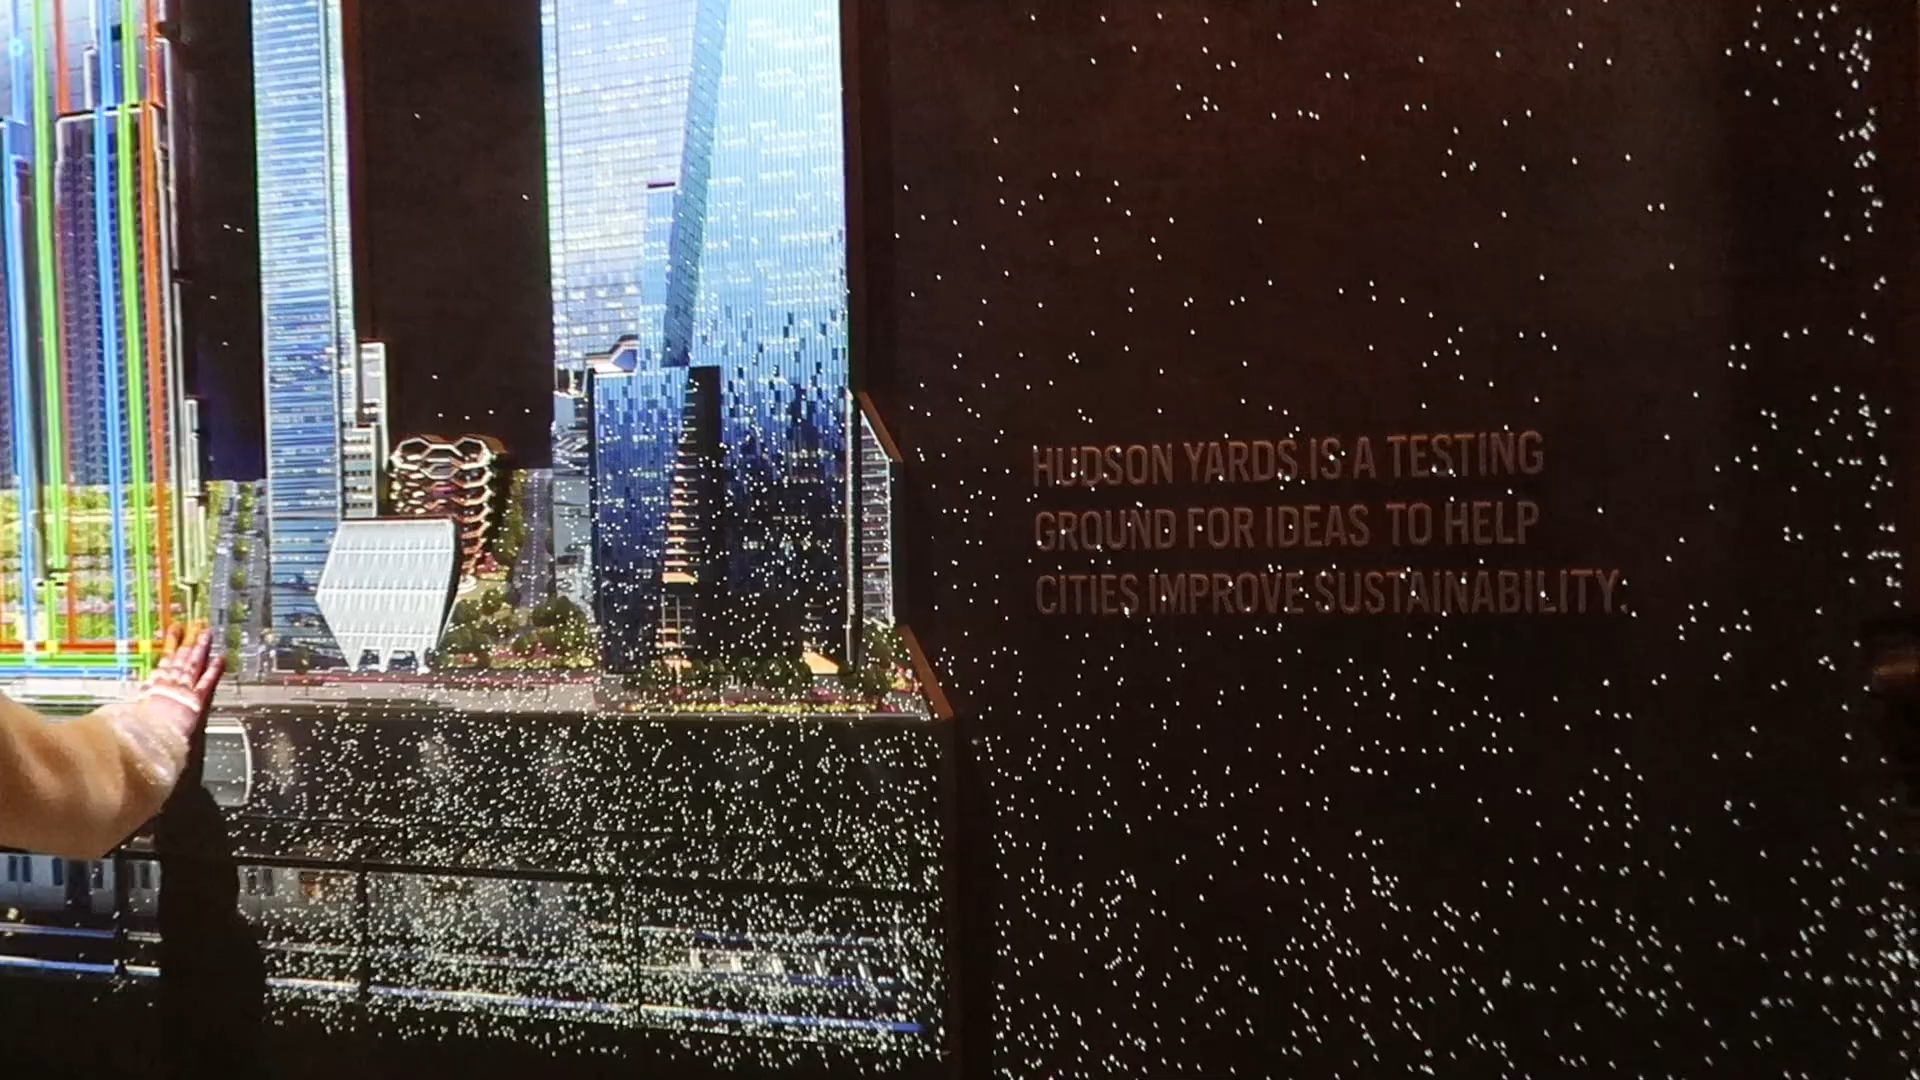 HUDSON YARDS IS A TESTING
GROUND FOR IDEAS TO HELP
CITIES IMPROVE SUSTAINABILITY.